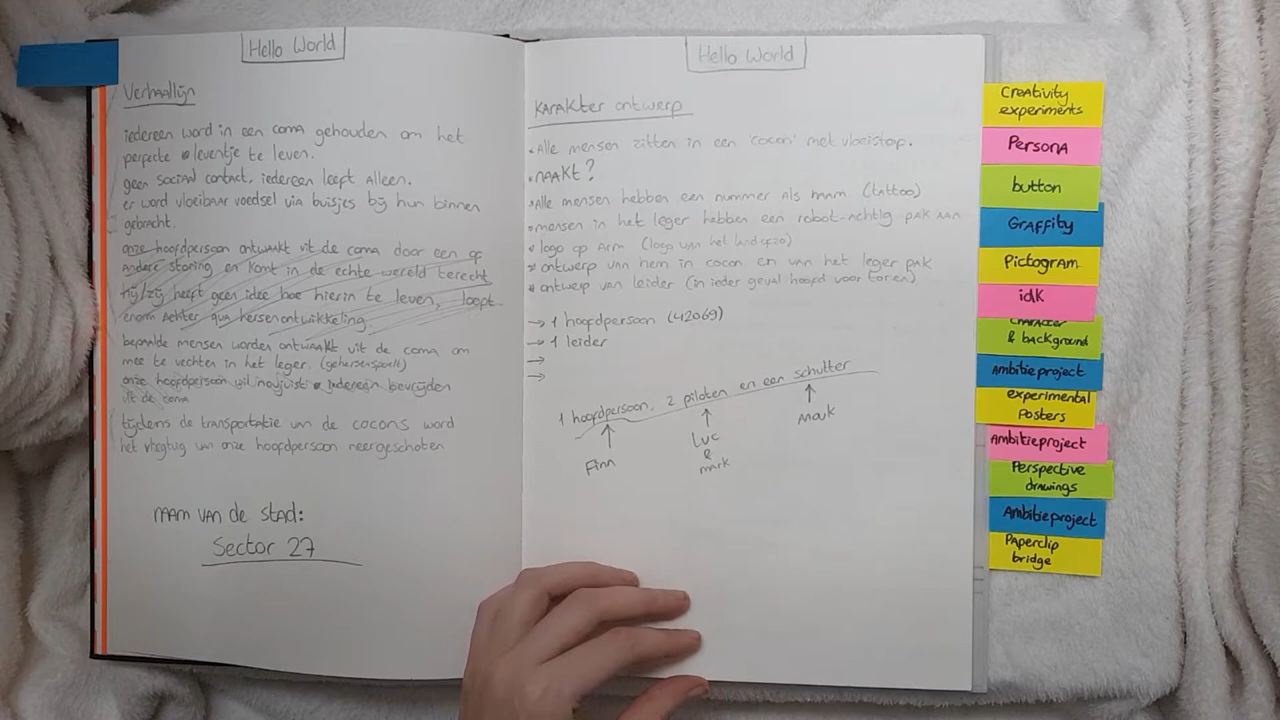 Hello World
Verhaallijn
iedereen word in een coma gehouden om het
perfecte leventje te leven.
geen sociaal contact, iedereen leeft alleen.
er word vloeibaar voedsel via buisjes bij hun binnen
gebracht.
onze hoofdpersoon ontwaakt uit de coma door een of
andere storing en komt in de echte wereld terecht
hij/zij heeft geen idee hoe hierin te leven, loopt
enorm achter qua hersenontwikkeling.
bepaalde mensen worden ontwaakt uit de coma om
mee te vechten in het leger. (gehersenspoelt)
onze hoofdpersoon wil iedereen bevrijden
uit de coma
tijdens de transportatie van de cocons word
het vliegtuig van onze hoofdpersoon neergeschoten
naam van de stad:
Sector 27
Hello World
Karakter ontwerp
Alle mensen zitten in een 'cocon' met vloeistop.
naakt?
Alle mensen hebben een nummer als naam (tattoo)
mensen in het leger hebben een robot-achtig pak aan
logo op arm (logo van het land ofzo)
ontwerp van hem in cocon en van het leger pak
ontwerp van leider (in ieder geval hoofd voor toren)
→ 1 hoofdpersoon (42069)
→ 1 leider
→
→
1 hoofdpersoon, 2 piloten en een schutter
Finn
Luc
&
mark
Anouk
Creativity
experiments
Persona
button
Graffity
Pictogram
idk
Character
& background
Ambitieproject
experimental
Posters
Ambitieproject
Perspective
drawings
Ambitieproject
Paperclip
bridge